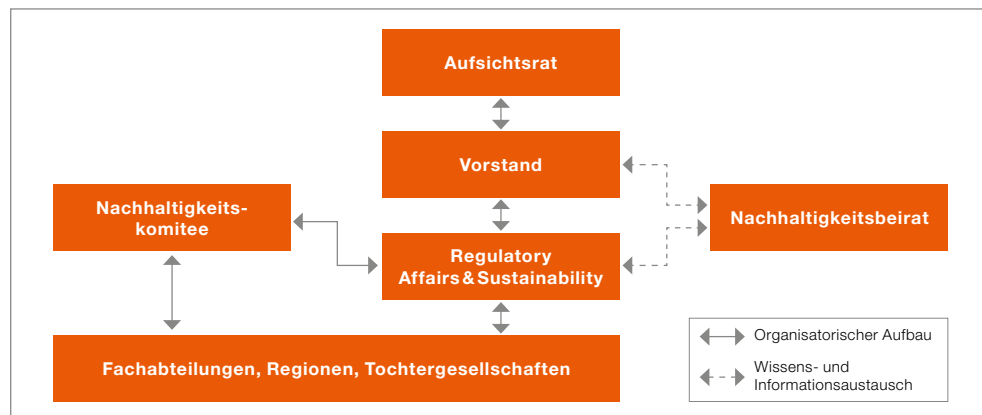 Aufsichtsrat
Vorstand
Nachhaltigkeits-
komitee
Nachhaltigkeitsbeirat
Regulatory
Affairs & Sustainability
Fachabteilungen, Regionen, Tochtergesellschaften
Organisatorischer Aufbau
Wissens- und
Informationsaustausch